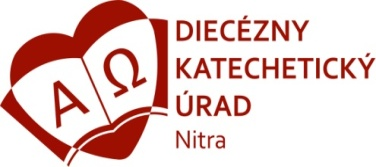 Α Ω
DIECÉZNY
KATECHETICKÝ
ÚRAD
Nitra